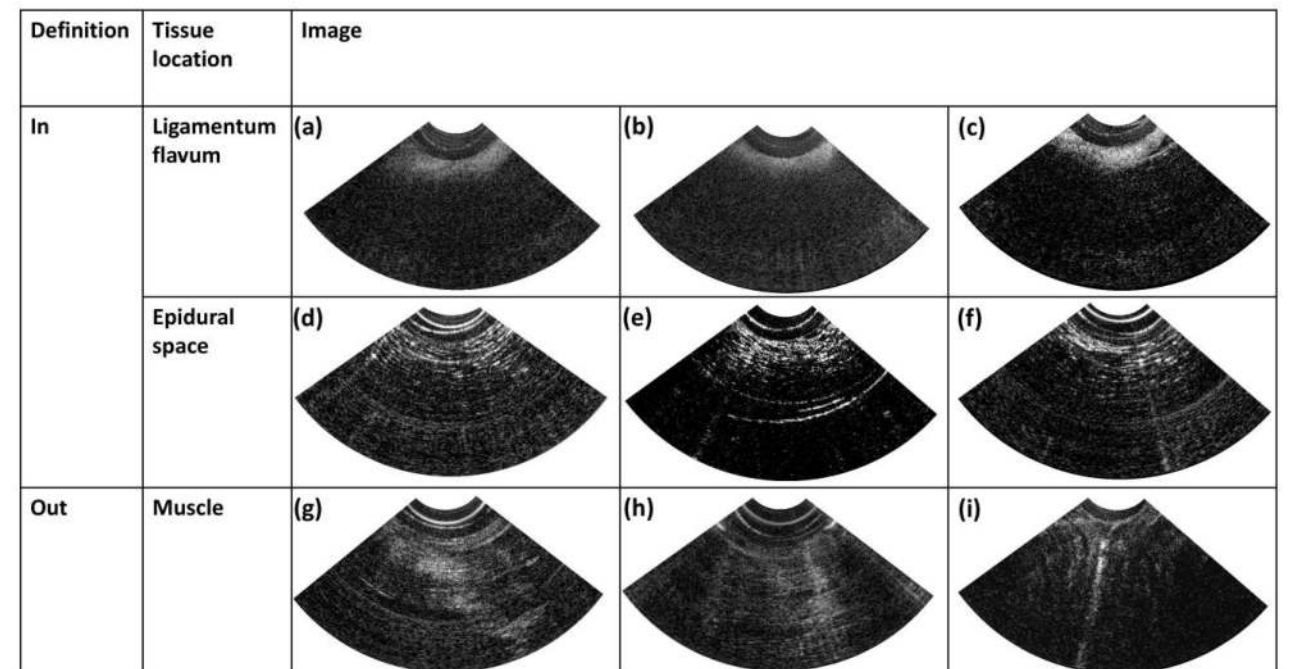 Definition
Tissue
location
Image
In
Ligamentum
flavum
(a)
(b)
(c)
Epidural
space
(d)
(e)
(f)
Out
Muscle
(g)
(h)
(i)